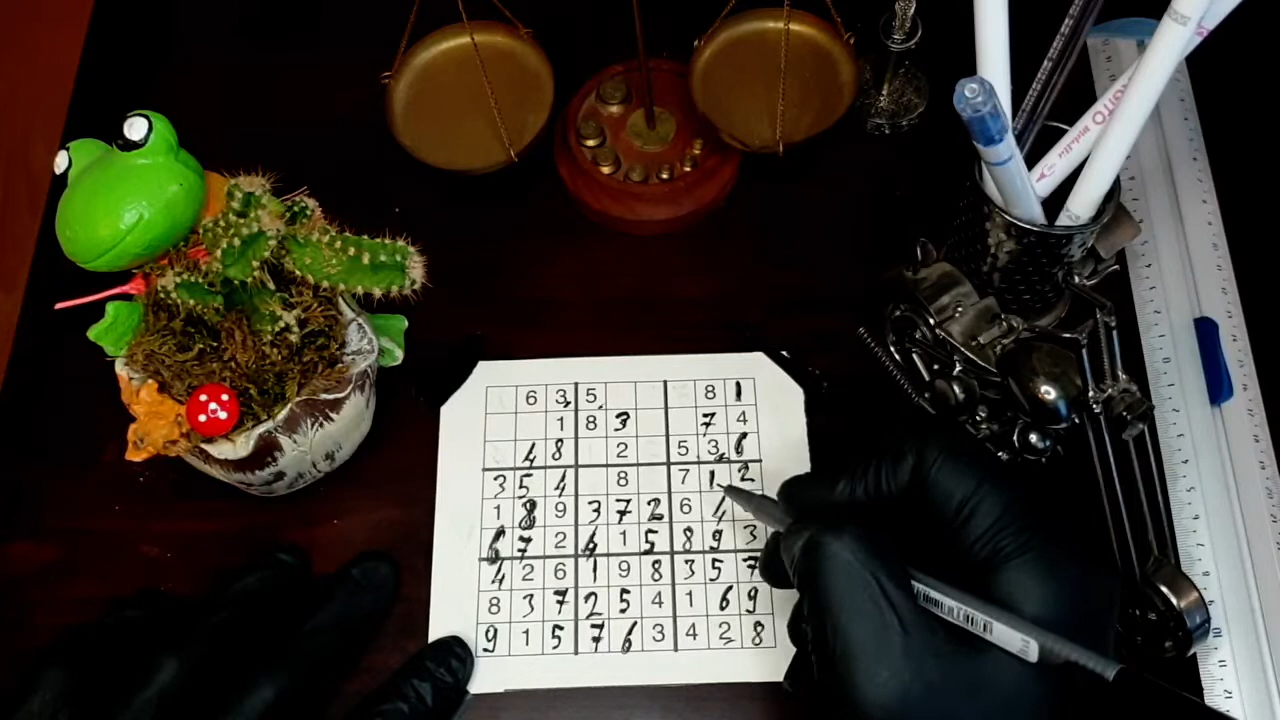 6 3 5 8 1
1 8 3 7 4
4 8 2 5 3 6
3 5 4 8 7 1 2
1 8 9 3 7 2 6 4
6 7 2 4 1 5 8 9 3
4 2 6 1 9 8 3 5 7
8 3 7 2 5 4 1 6 9
9 1 5 7 6 3 4 2 8